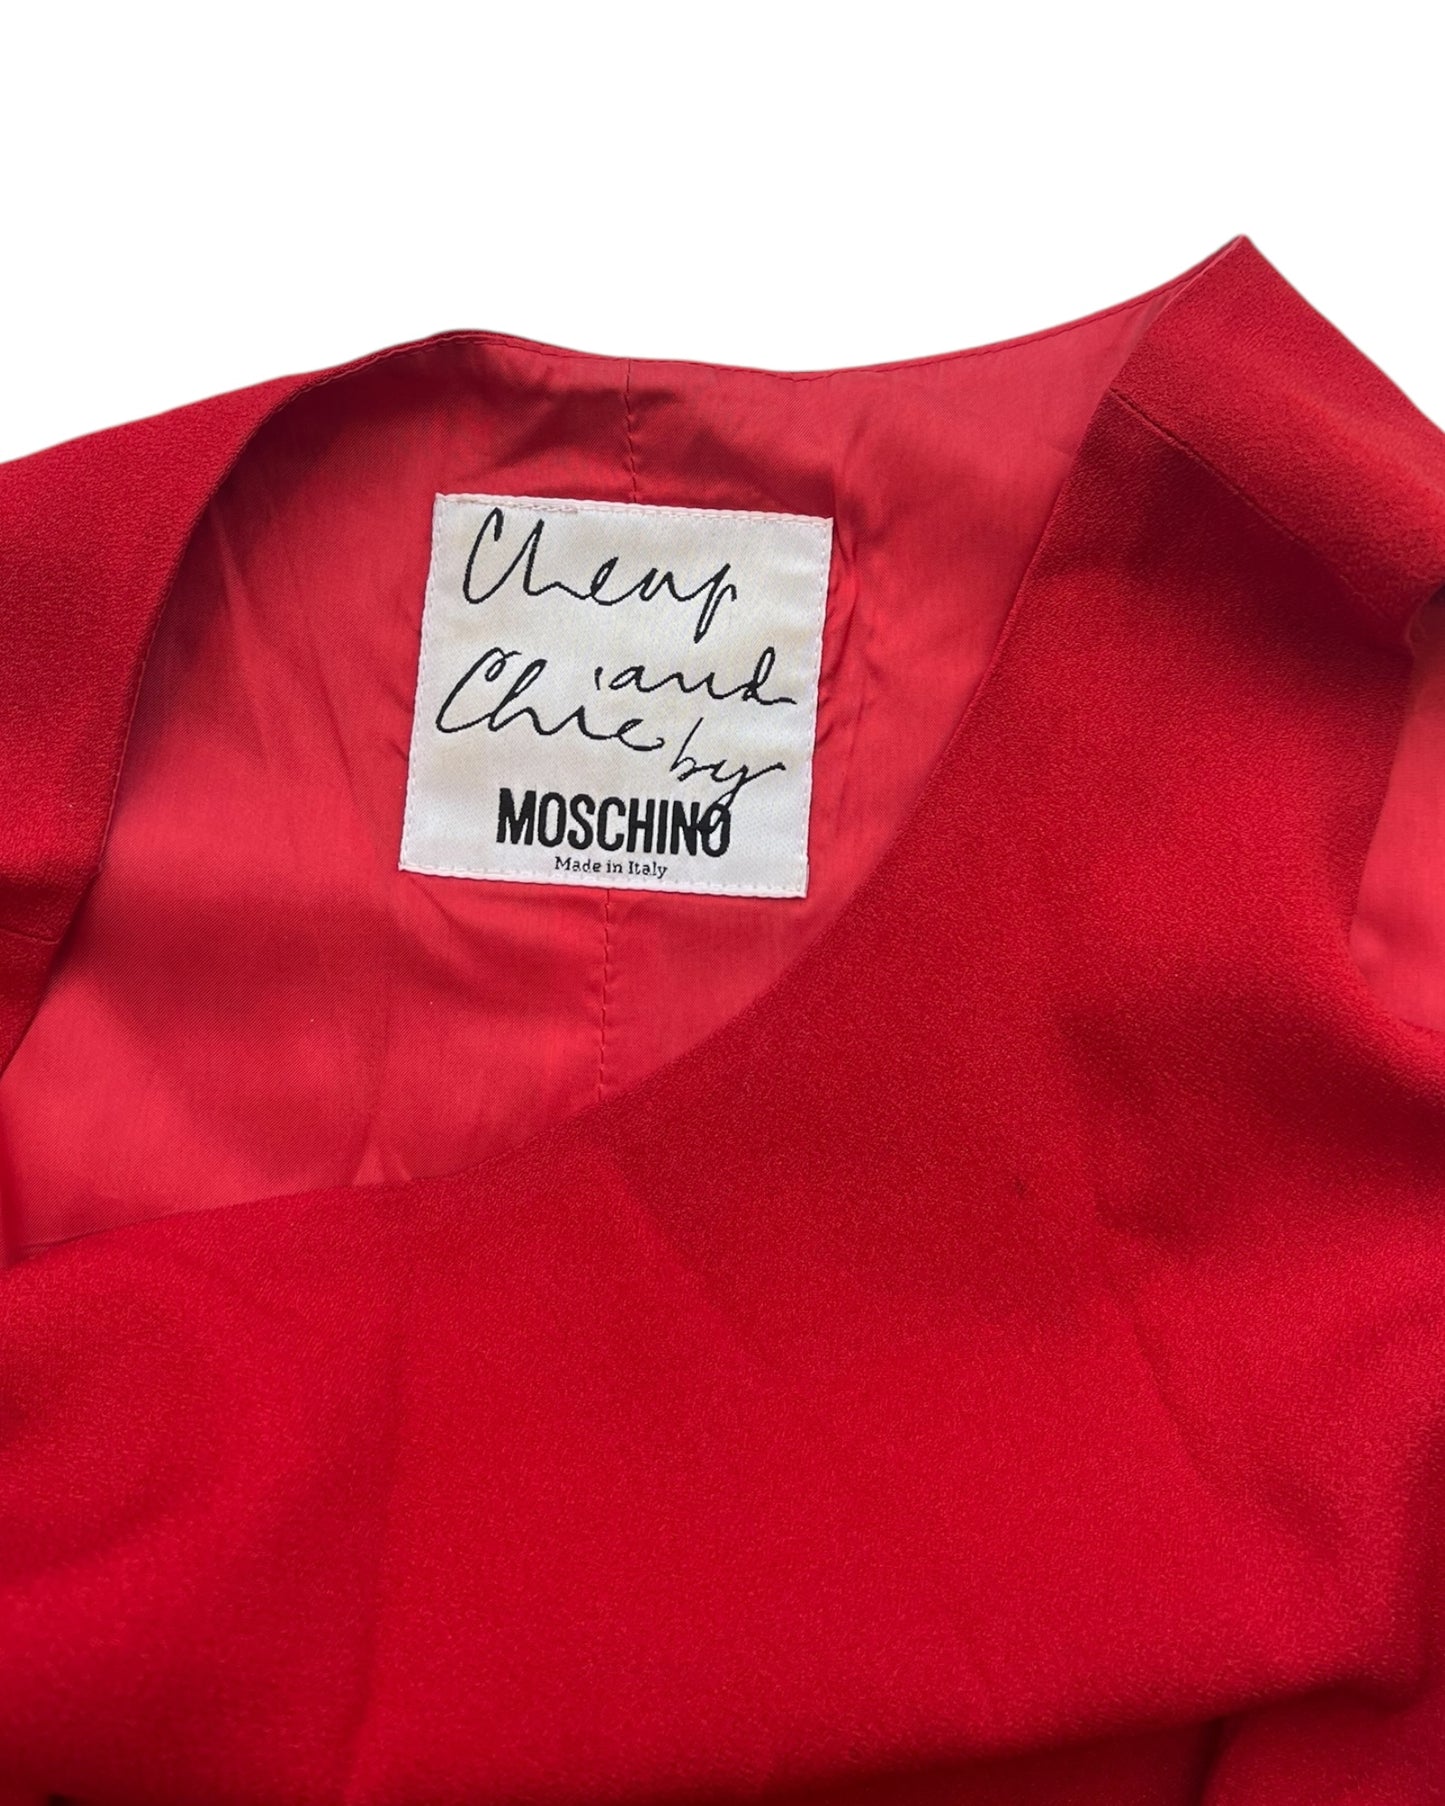 Cheap
and
Chic by
MOSCHINO
Made in Italy